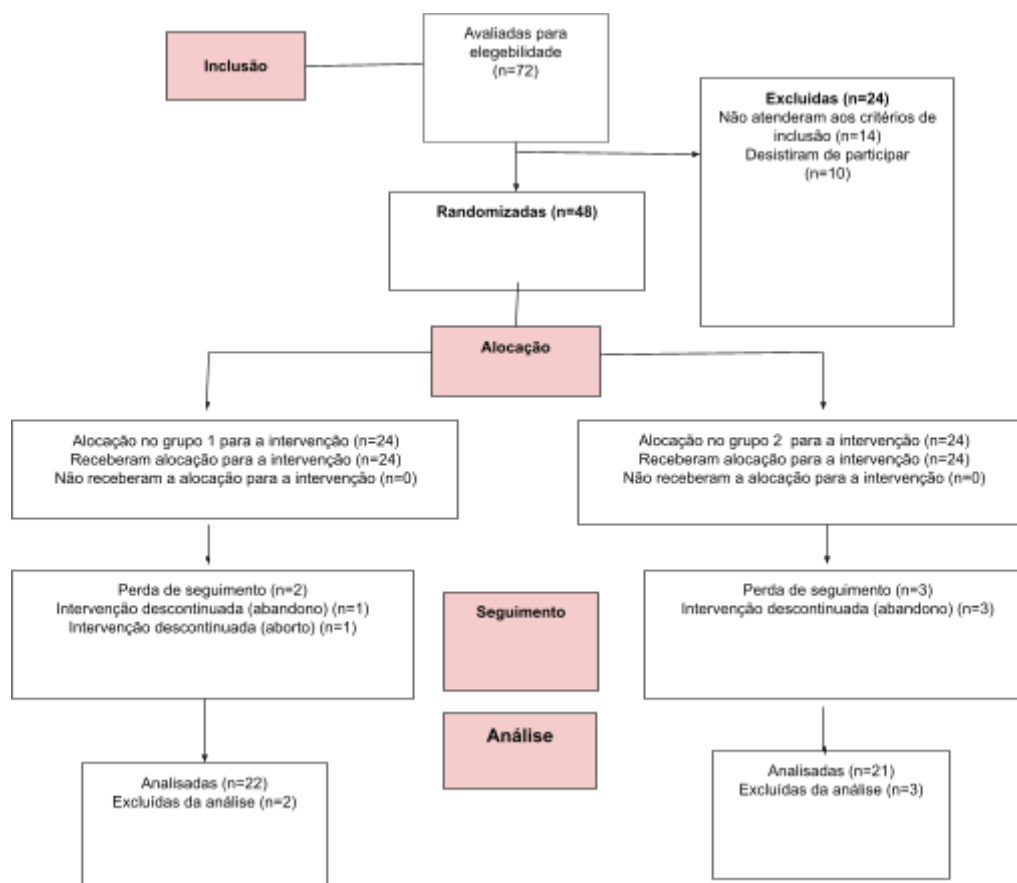 Inclusão
Avaliadas para
elegebilidade
(n=72)
Excluidas (n=24)
Não atenderam aos critérios de
inclusão (n=14)
Desistiram de participar
(n=10)
Randomizadas (n=48)
Alocação
Alocação no grupo 1 para a intervenção (n=24)
Receberam alocação para a intervenção (n=24)
Não receberam a alocação para a intervenção (n=0)
Alocação no grupo 2 para a intervenção (n=24)
Receberam alocação para a intervenção (n=24)
Não receberam a alocação para a intervenção (n=0)
Perda de seguimento (n=2)
Intervenção descontinuada (abandono) (n=1)
Intervenção descontinuada (aborto) (n=1)
Seguimento
Perda de seguimento (n=3)
Intervenção descontinuada (abandono) (n=3)
Análise
Analisadas (n=22)
Excluídas da análise (n=2)
Analisadas (n=21)
Excluídas da análise (n=3)